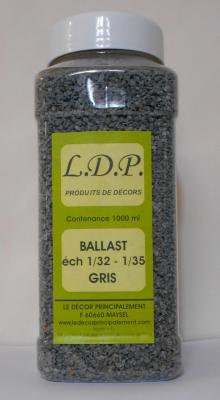 L.D.P.
PRODUITS DE DÉCORS
Contenance 1000 ml
BALLAST
éch 1/32 - 1/35
GRIS
LE DECOR PRINCIPALEMENT
F 60660 MAYSEL
www.ledecorprincipalement.com